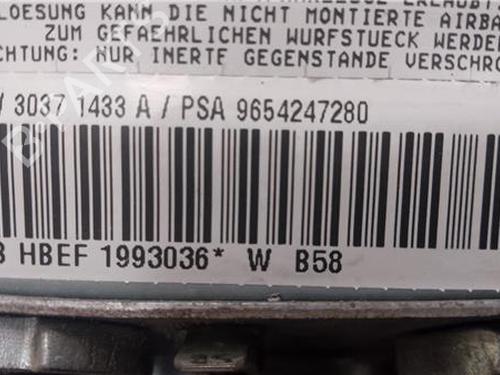 LOESUNG KANN DIE NICHT MONTIERTE AIRBA
ZUM GEFAEHRLICHEN WURFSTUECK WERDE
CHTUNG: NUR INERTE GEGENSTANDE VERSCHRO
3037 1433 A / PSA 9654247280
HBEF 1993036* W B58